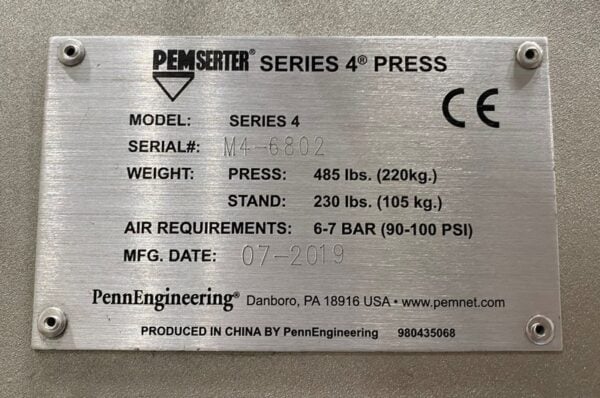 PEMSERTER® SERIES 4® PRESS
CE
MODEL: SERIES 4
SERIAL#: M4-6802
WEIGHT: PRESS: 485 lbs. (220kg.)
STAND: 230 lbs. (105 kg.)
AIR REQUIREMENTS: 6-7 BAR (90-100 PSI)
MFG. DATE: 07-2019
PennEngineering® Danboro, PA 18916 USA • www.pemnet.com
PRODUCED IN CHINA BY PennEngineering 980435068